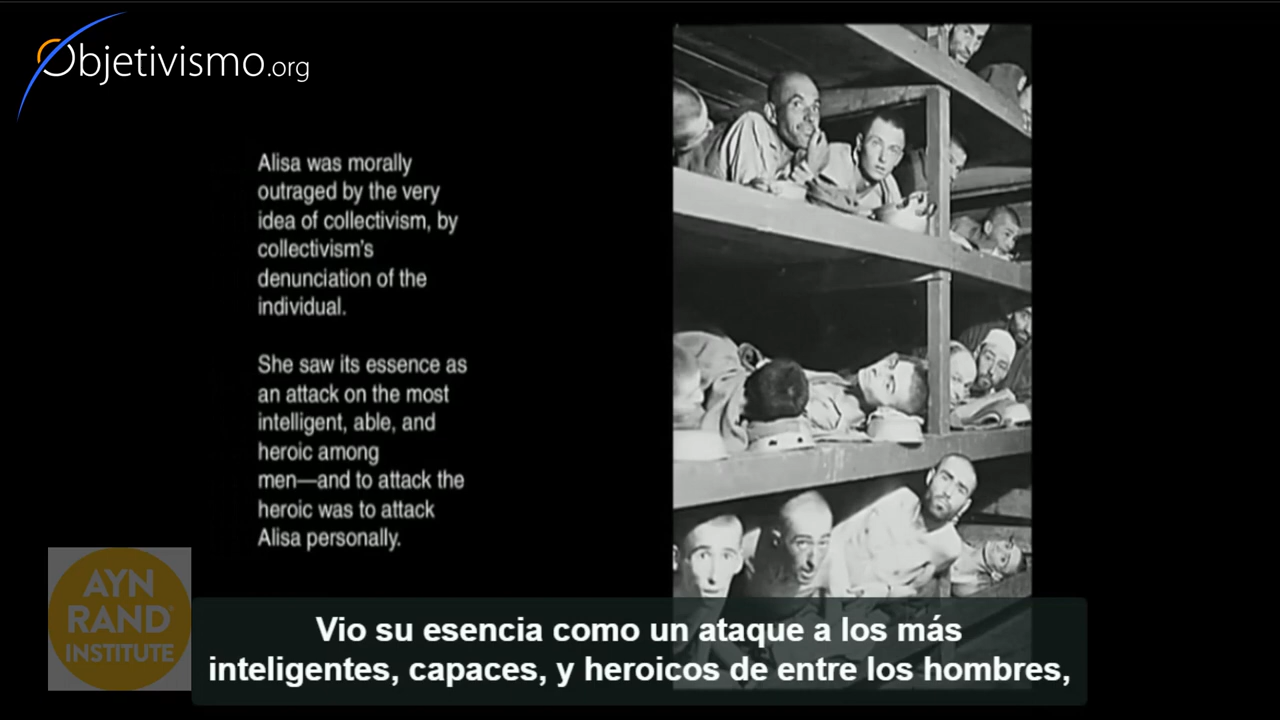 Objetivismo.org
Alisa was morally
outraged by the very
idea of collectivism, by
collectivism's
denunciation of the
individual.
She saw its essence as
an attack on the most
intelligent, able, and
heroic among
men—and to attack the
heroic was to attack
Alisa personally.
AYN
RAND®
INSTITUTE
Vio su esencia como un ataque a los más
inteligentes, capaces, y heroicos de entre los hombres,